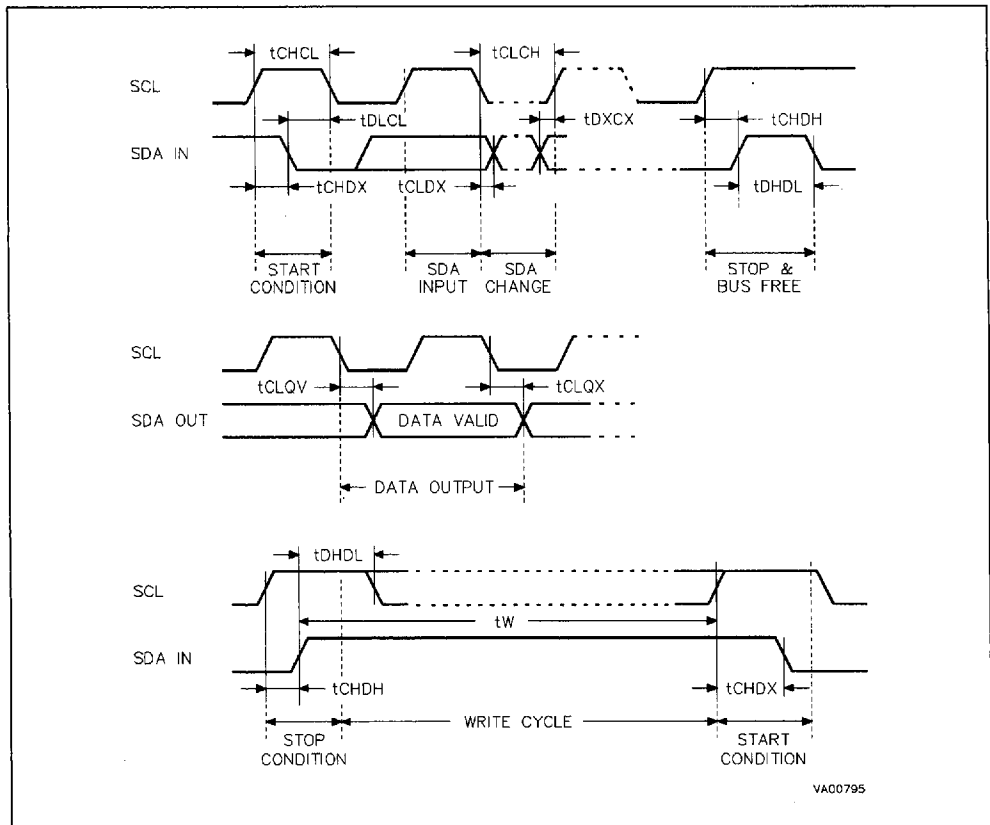 tCHCL
tCLCH
SCL
tDLCL
tDXCX
tCHDH
SDA IN
tCHDX
tCLDX
tDHDL
START
CONDITION
SDA
INPUT
SDA
CHANGE
STOP &
BUS FREE
SCL
tCLQV
tCLQX
SDA OUT
DATA VALID
DATA OUTPUT
tDHDL
SCL
tW
SDA IN
tCHDH
tCHDX
WRITE CYCLE
STOP
CONDITION
START
CONDITION
VA00795